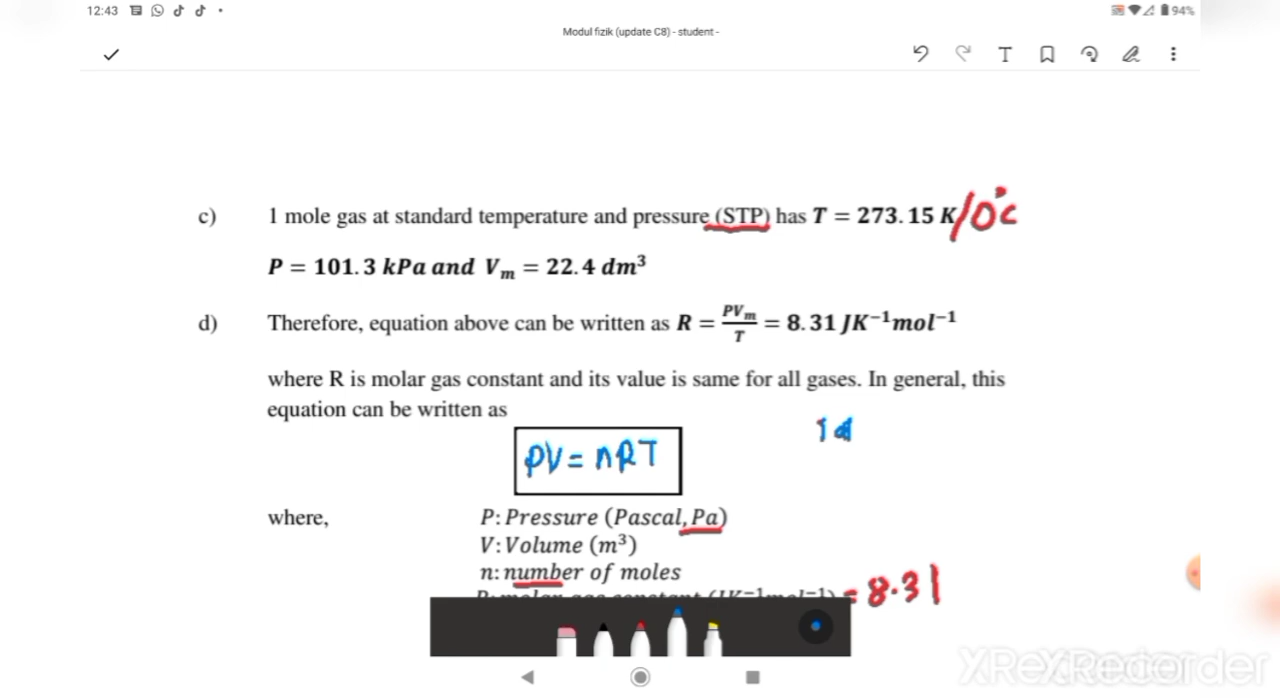 12:43
94%
Modul fizik (update C8) - student -
c) 1 mole gas at standard temperature and pressure (STP) has T = 273.15 K/0°c
P = 101.3 kPa and Vm = 22.4 dm³
d) Therefore, equation above can be written as R = PVm/T = 8.31 JK⁻¹mol⁻¹
where R is molar gas constant and its value is same for all gases. In general, this
equation can be written as
1d
PV = nRT
where,
P: Pressure (Pascal, Pa)
V: Volume (m³)
n: number of moles
= 8.31